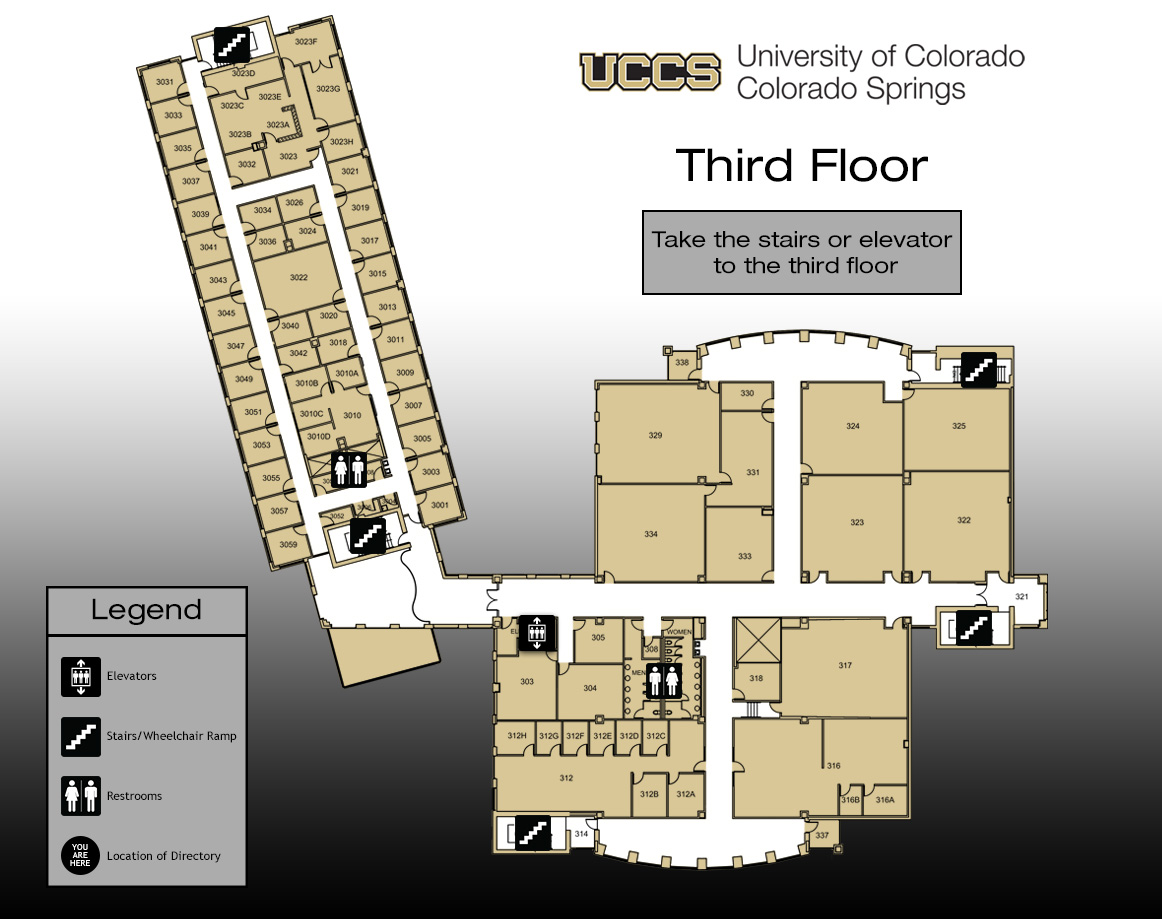 UCCS
University of Colorado
Colorado Springs
Third Floor
Take the stairs or elevator
to the third floor
3023F
3023D
3031
3023E
3023G
3023C
3033
3023A
3023B
3023H
3035
3023
3032
3021
3037
3026
3034
3019
3039
3024
3036
3017
3041
3015
3022
3043
3013
3045
3020
3040
3011
3047
3018
3042
3009
3010A
3049
3010B
3007
3051
3010C
3010
3005
3053
3010D
3003
3055
3001
3057
3052
3059
338
330
329
331
324
325
334
333
323
322
321
305
308
WOMEN
MEN
303
304
318
317
312H
312G
312F
312E
312D
312C
312
312B
312A
316
316B
316A
314
337
Legend
Elevators
Stairs/Wheelchair Ramp
Restrooms
YOU
ARE
HERE
Location of Directory